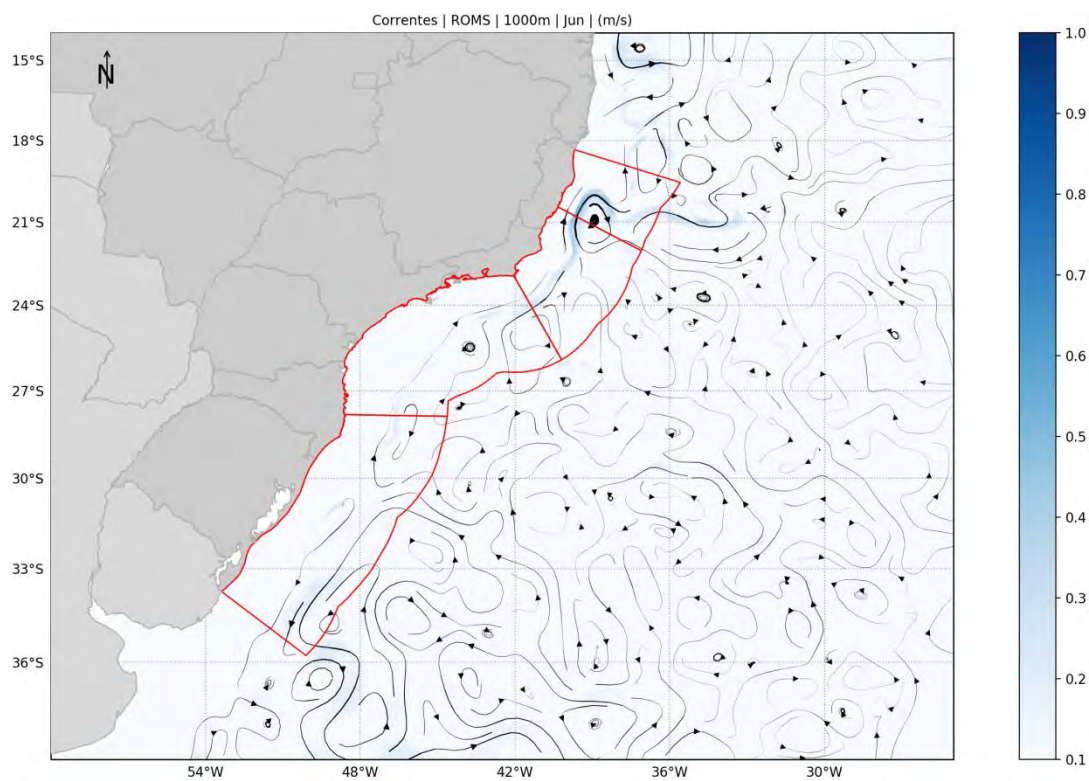 Correntes | ROMS | 1000m | Jun | (m/s)
N
15°S
18°S
21°S
24°S
27°S
30°S
33°S
36°S
54°W
48°W
42°W
36°W
30°W
1.0
0.9
0.8
0.7
0.6
0.5
0.4
0.3
0.2
0.1